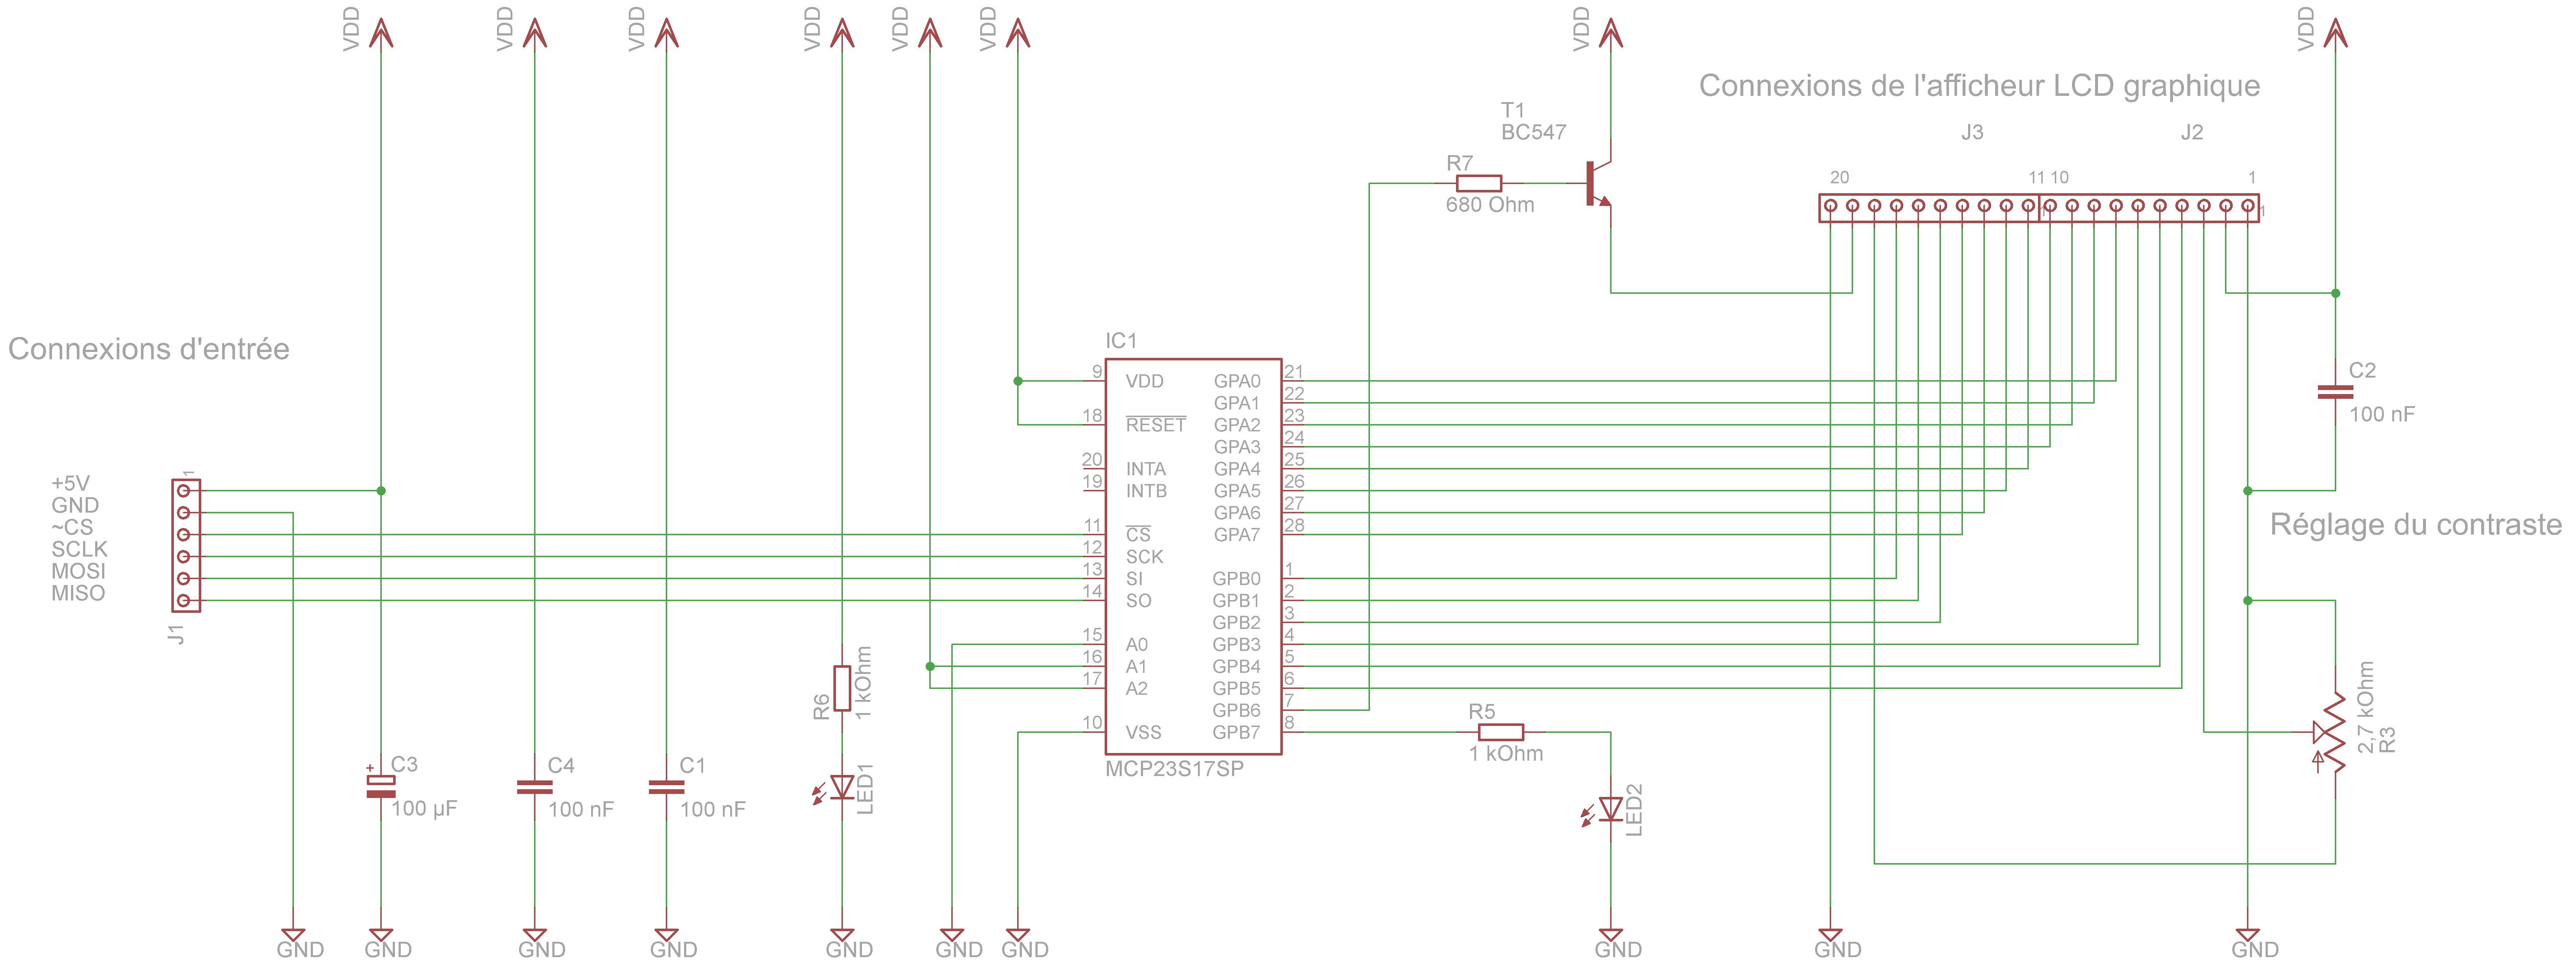 VDD
VDD
VDD
VDD
VDD
VDD
VDD
VDD
Connexions de l'afficheur LCD graphique
T1
BC547
J3
J2
R7
680 Ohm
20
11
10
1
1
1
Connexions d'entrée
IC1
9
VDD
GPA0
21
GPA1
22
18
RESET
GPA2
23
GPA3
24
20
INTA
GPA4
25
19
INTB
GPA5
26
GPA6
27
11
CS
GPA7
28
12
SCK
13
SI
GPB0
1
14
SO
GPB1
2
GPB2
3
15
A0
GPB3
4
16
A1
GPB4
5
17
A2
GPB5
6
GPB6
7
10
VSS
GPB7
8
MCP23S17SP
C2
100 nF
1
+5V
GND
~CS
SCLK
MOSI
MISO
J1
Réglage du contraste
R6
1 kOhm
R5
1 kOhm
2,7 kOhm
R3
+
C3
100 µF
C4
100 nF
C1
100 nF
LED1
LED2
GND
GND
GND
GND
GND
GND
GND
GND
GND
GND